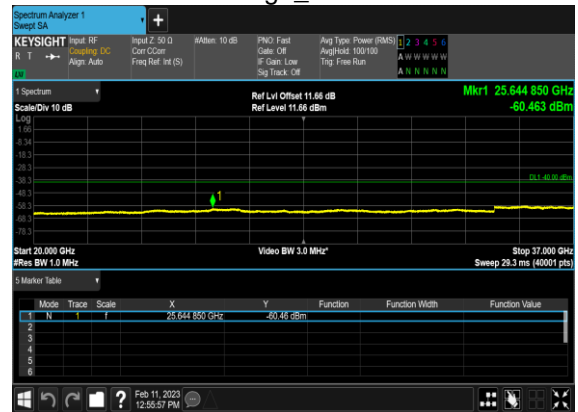 Spectrum Analyzer 1
Swept SA
KEYSIGHT Input: RF Input Z: 50 Ω #Atten: 10 dB PNO: Fast Avg Type: Power (RMS) 1 2 3 4 5 6
R T Coupling: DC Corr CCorr Gate: Off Avg|Hold: 100/100 A W W W W W
Align: Auto Freq Ref: Int (S) IF Gain: Low Trig: Free Run
Sig Track: Off A N N N N N
1 Spectrum Ref Lvl Offset 11.66 dB Mkr1 25.644 850 GHz
Scale/Div 10 dB Ref Level 11.66 dBm -60.463 dBm
Log
1.66
-8.34
-18.3
-28.3
-38.3 DL1 -40.00 dBm
-48.3
1
-58.3
-68.3
-78.3
Start 20.000 GHz Video BW 3.0 MHz* Stop 37.000 GHz
#Res BW 1.0 MHz Sweep 29.3 ms (40001 pts)
5 Marker Table
Mode Trace Scale X Y Function Function Width Function Value
1 N 1 f 25.644 850 GHz -60.46 dBm
2
3
4
5
6
? Feb 11, 2023
12:55:57 PM